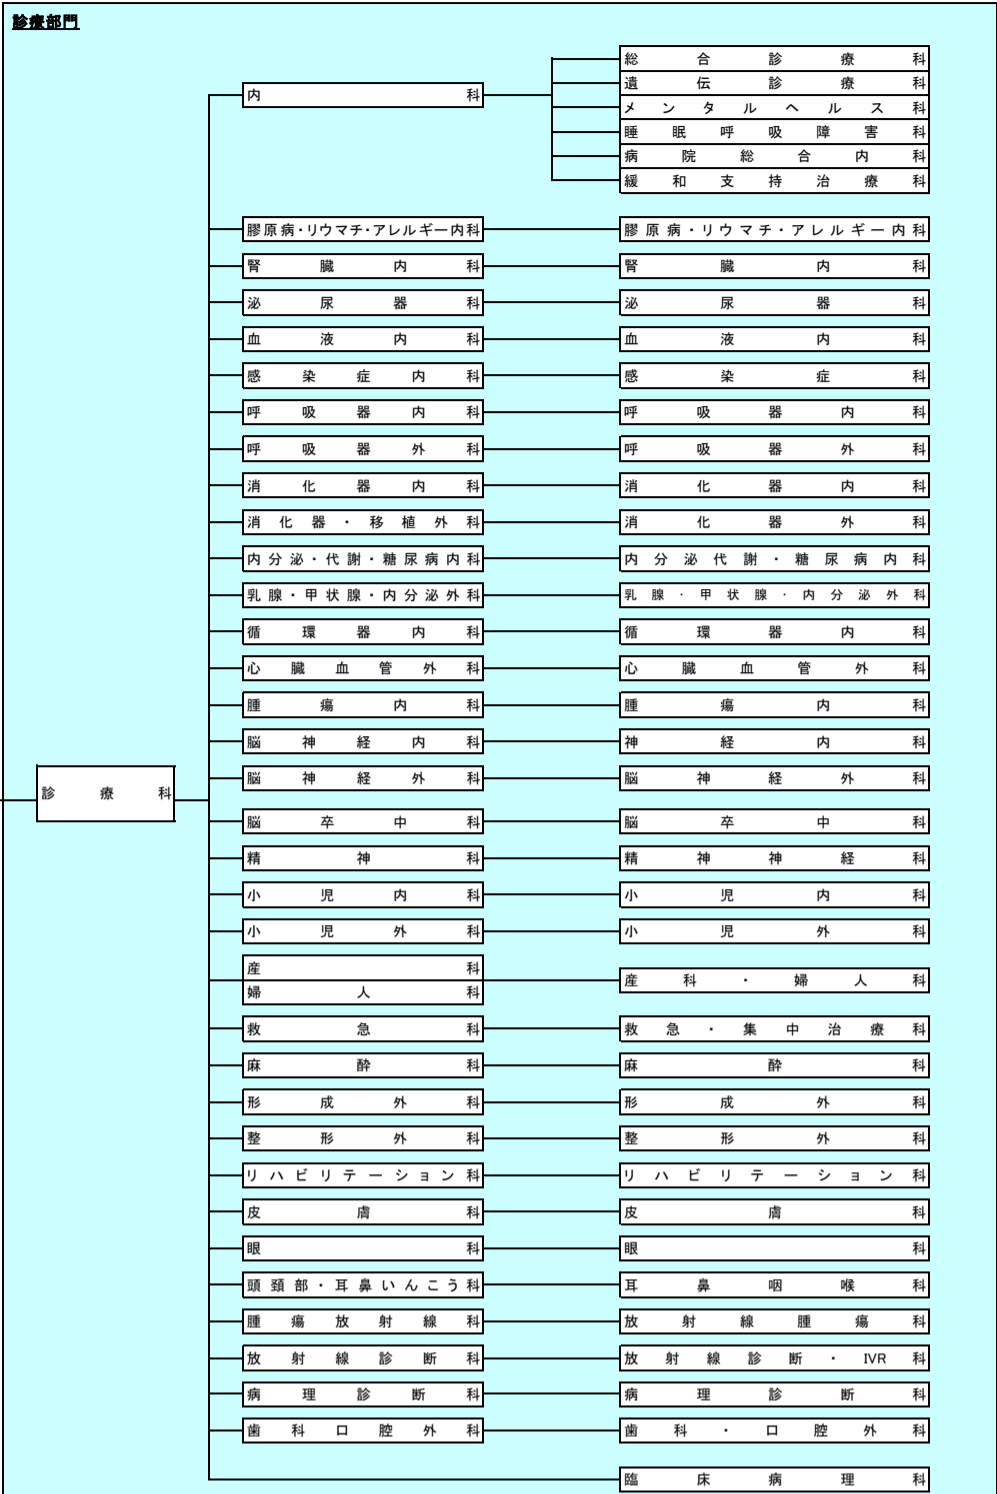 診療部門
総合診療科
遺伝診療科
内科
メンタルヘルス科
睡眠呼吸障害科
病院総合内科
緩和支持治療科
膠原病・リウマチ・アレルギー内科 膠原病・リウマチ・アレルギー内科
腎臓内科 腎臓内科
泌尿器科 泌尿器科
血液内科 血液内科
感染症内科 感染症科
呼吸器内科 呼吸器内科
呼吸器外科 呼吸器外科
消化器内科 消化器内科
消化器・移植外科 消化器外科
内分泌・代謝・糖尿病内科 内分泌代謝・糖尿病内科
乳腺・甲状腺・内分泌外科 乳腺・甲状腺・内分泌外科
循環器内科 循環器内科
心臓血管外科 心臓血管外科
腫瘍内科 腫瘍内科
脳神経内科 神経内科
脳神経外科 脳神経外科
診療科
脳卒中科 脳卒中科
精神科 精神神経科
小児内科 小児内科
小児外科 小児外科
産科
婦人科
産科・婦人科
救急科 救急・集中治療科
麻酔科 麻酔科
形成外科 形成外科
整形外科 整形外科
リハビリテーション科 リハビリテーション科
皮膚科 皮膚科
眼科 眼科
頭頚部・耳鼻いんこう科 耳鼻咽喉科
腫瘍放射線科 放射線腫瘍科
放射線診断科 放射線診断・IVR科
病理診断科 病理診断科
歯科口腔外科 歯科・口腔外科
臨床病理科